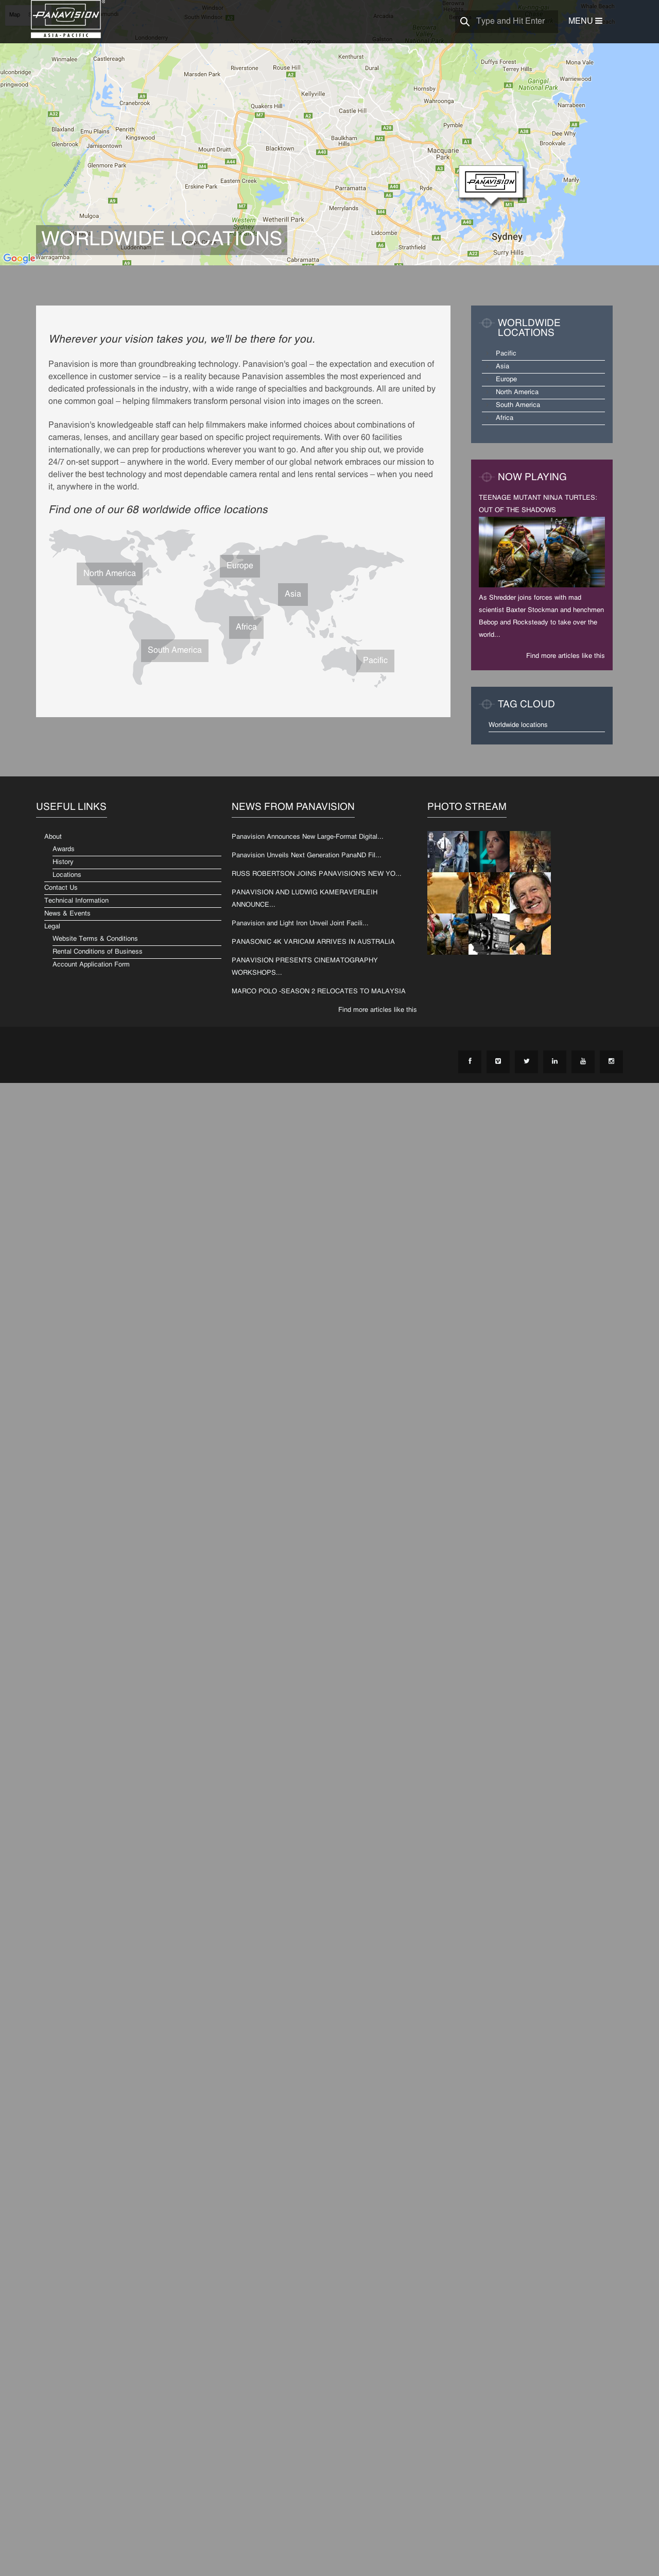 PANAVISION
ASIA-PACIFIC
Map
Type and Hit Enter
MENU
Winmalee
Castlereagh
Marsden Park
Riverstone
Rouse Hill
Kenthurst
Dural
Duffys Forest
Terrey Hills
Mona Vale
Warriewood
Garigal
National Park
Hornsby
Wahroonga
Narrabeen
Cranebrook
Kellyville
Quakers Hill
Castle Hill
Pymble
Dee Why
Brookvale
Blaxland
Emu Plains
Penrith
Kingswood
Glenbrook
Jamisontown
Mount Druitt
Blacktown
Baulkham
Hills
Macquarie
Park
Glenmore Park
Eastern Creek
Erskine Park
Parramatta
Ryde
Manly
PANAVISION
Mulgoa
Western
Sydney
Wetherill Park
Merrylands
Lidcombe
Strathfield
Sydney
Surry Hills
Luddenham
Cabramatta
Warragamba
Google
WORLDWIDE LOCATIONS
Wherever your vision takes you, we'll be there for you.
Panavision is more than groundbreaking technology. Panavision's goal – the expectation and execution of
excellence in customer service – is a reality because Panavision assembles the most experienced and
dedicated professionals in the industry, with a wide range of specialties and backgrounds. All are united by
one common goal – helping filmmakers transform personal vision into images on the screen.
Panavision's knowledgeable staff can help filmmakers make informed choices about combinations of
cameras, lenses, and ancillary gear based on specific project requirements. With over 60 facilities
internationally, we can prep for productions wherever you want to go. And after you ship out, we provide
24/7 on-set support – anywhere in the world. Every member of our global network embraces our mission to
deliver the most technologically and most dependable camera rental and lens rental services – when you need
it, anywhere in the world.
Find one of our 68 worldwide office locations
North America
Europe
Asia
Africa
South America
Pacific
WORLDWIDE
LOCATIONS
Pacific
Asia
Europe
North America
South America
Africa
NOW PLAYING
TEENAGE MUTANT NINJA TURTLES:
OUT OF THE SHADOWS
As Shredder joins forces with mad
scientist Baxter Stockman and henchmen
Bebop and Rocksteady to take over the
world...
Find more articles like this
TAG CLOUD
Worldwide locations
USEFUL LINKS
About
Awards
History
Locations
Contact Us
Technical Information
News & Events
Legal
Website Terms & Conditions
Rental Conditions of Business
Account Application Form
NEWS FROM PANAVISION
Panavision Announces New Large-Format Digital...
Panavision Unveils Next Generation PanaND Fil...
RUSS ROBERTSON JOINS PANAVISION'S NEW YO...
PANAVISION AND LUDWIG KAMERAVERLEIH
ANNOUNCE...
Panavision and Light Iron Unveil Joint Facili...
PANASONIC 4K VARICAM ARRIVES IN AUSTRALIA
PANAVISION PRESENTS CINEMATOGRAPHY
WORKSHOPS...
MARCO POLO -SEASON 2 RELOCATES TO MALAYSIA
Find more articles like this
PHOTO STREAM